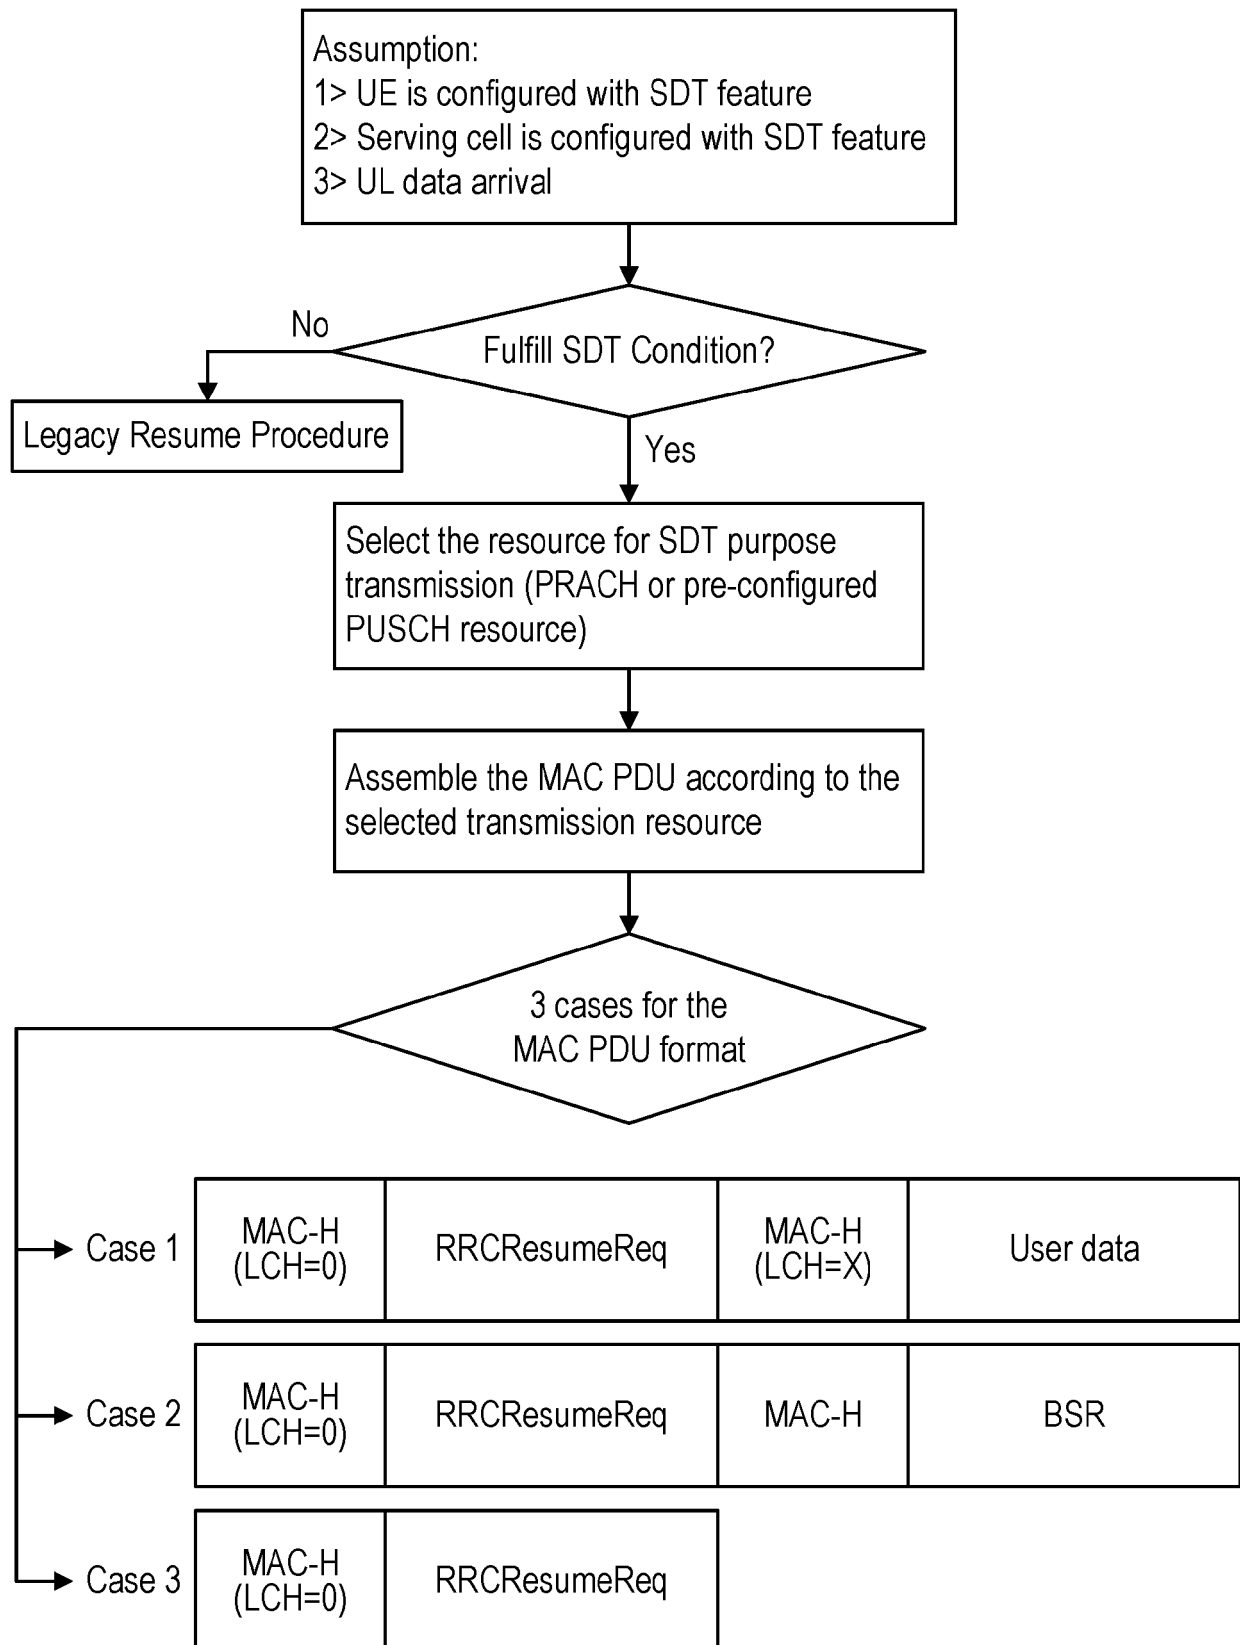 Assumption:
1> UE is configured with SDT feature
2> Serving cell is configured with SDT feature
3> UL data arrival
No
Fulfill SDT Condition?
Legacy Resume Procedure
Yes
Select the resource for SDT purpose
transmission (PRACH or pre-configured
PUSCH resource)
Assemble the MAC PDU according to the
selected transmission resource
3 cases for the
MAC PDU format
Case 1
MAC-H
(LCH=0)
RRCResumeReq
MAC-H
(LCH=X)
User data
Case 2
MAC-H
(LCH=0)
RRCResumeReq
MAC-H
BSR
Case 3
MAC-H
(LCH=0)
RRCResumeReq